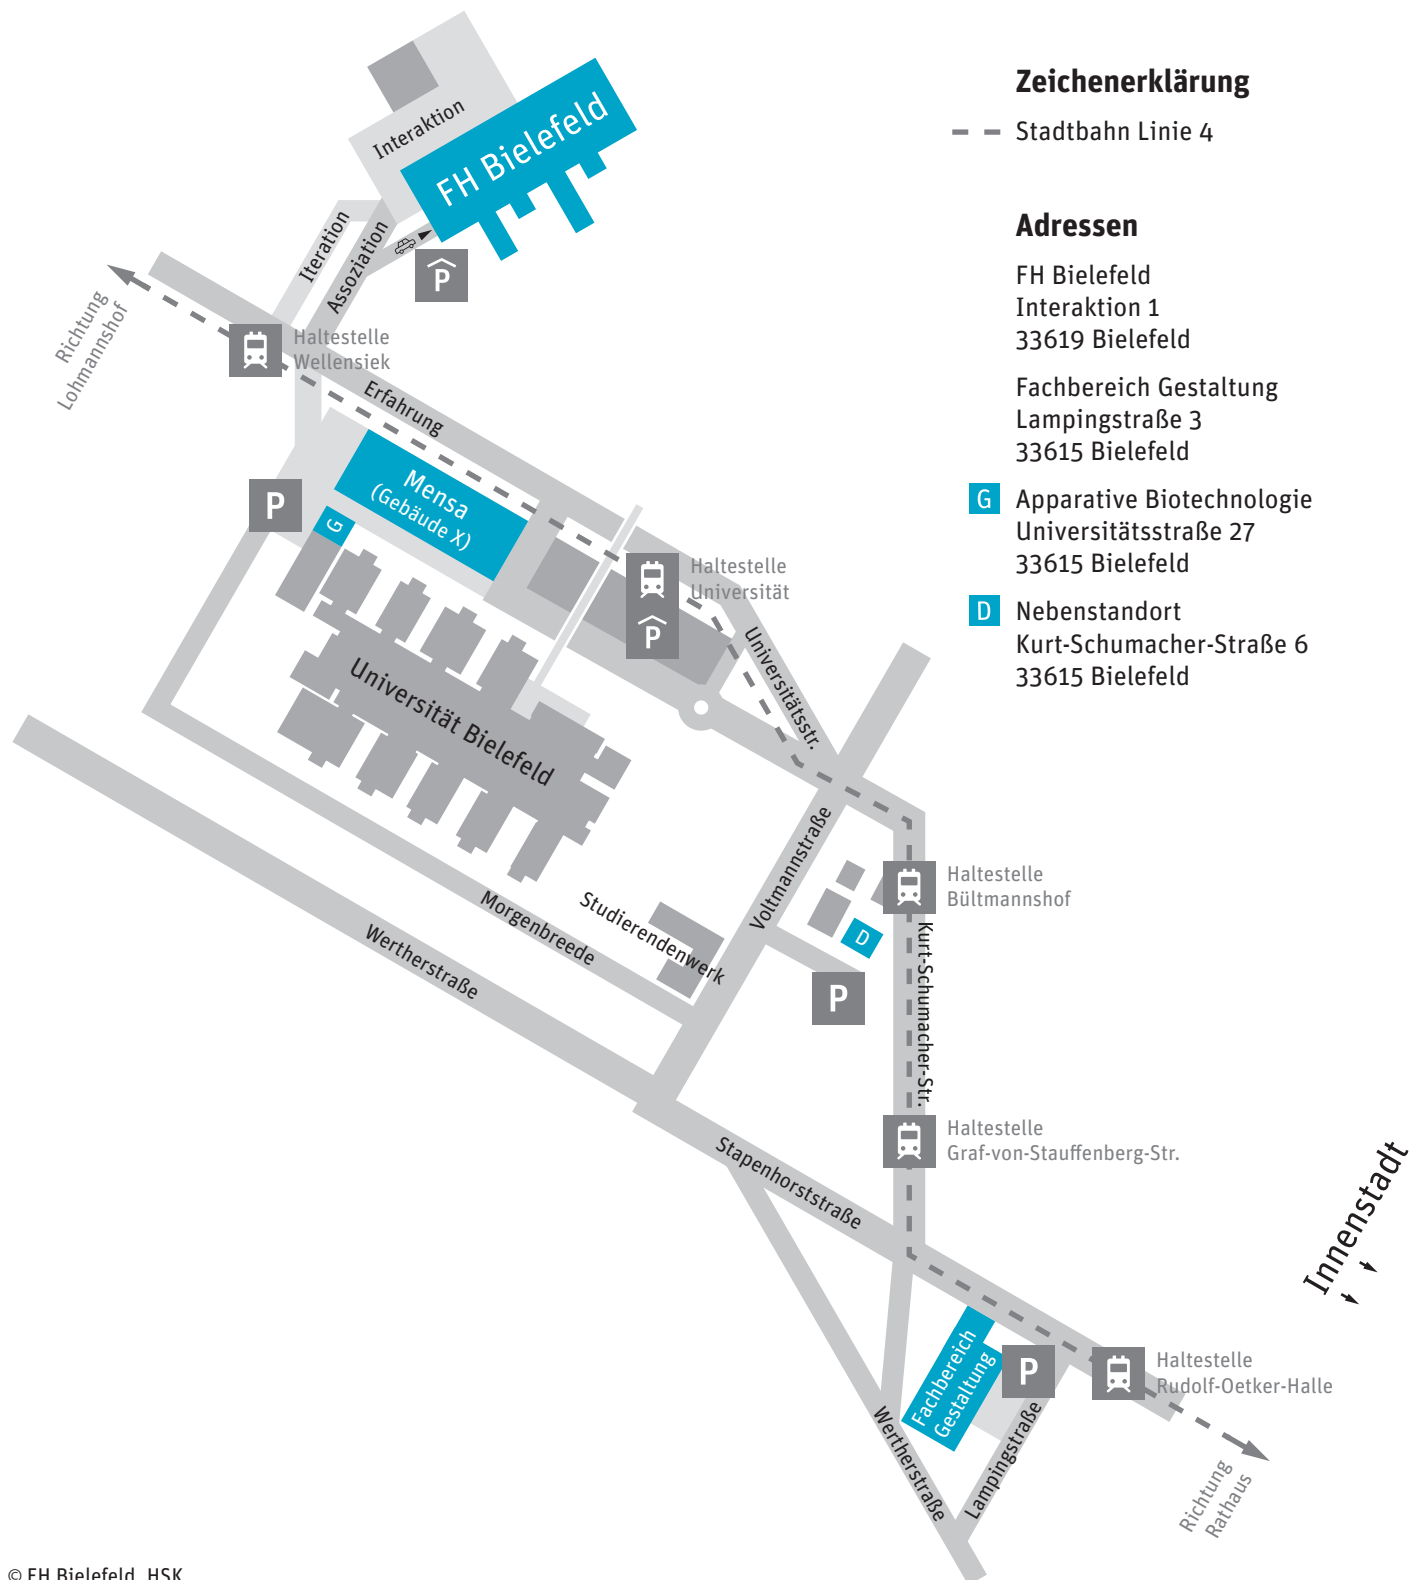 Zeichenerklärung
Stadtbahn Linie 4
Adressen
FH Bielefeld
Interaktion 1
33619 Bielefeld
Fachbereich Gestaltung
Lampingstraße 3
33615 Bielefeld
G Apparative Biotechnologie
Universitätsstraße 27
33615 Bielefeld
D Nebenstandort
Kurt-Schumacher-Straße 6
33615 Bielefeld
Interaktion
FH Bielefeld
Iteration
Assoziation
P
Richtung
Lohmannshof
Haltestelle
Wellensiek
Erfahrung
Mensa
(Gebäude X)
P
G
Haltestelle
Universität
P
Universitätsstr.
Universität Bielefeld
Voltmannstraße
Haltestelle
Bültmannshof
Studierendenwerk
Morgenbreede
Wertherstraße
D
P
Kurt-Schumacher-Str.
Haltestelle
Graf-von-Stauffenberg-Str.
Stapenhorststraße
Innenstadt
Fachbereich
Gestaltung
P
Haltestelle
Rudolf-Oetker-Halle
Wertherstraße
Lampingstraße
Richtung
Rathaus
© FH Bielefeld, HSK